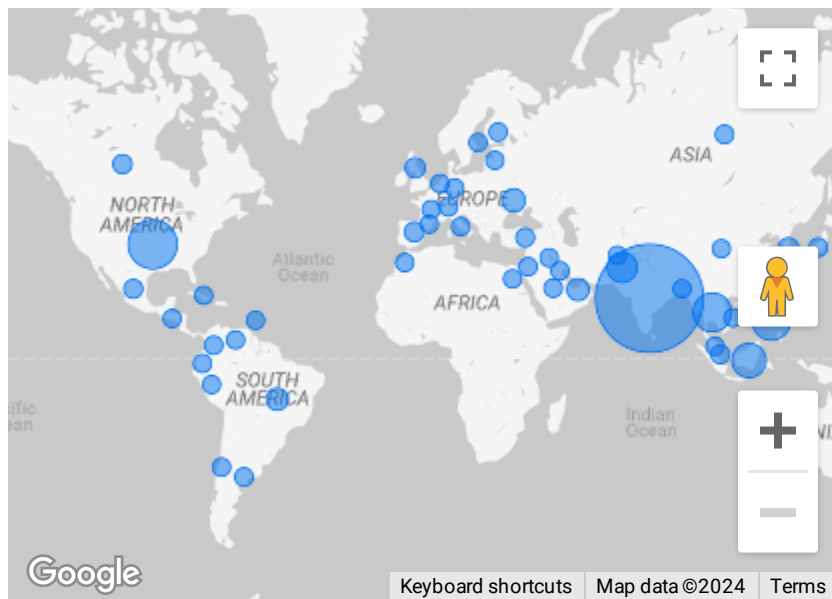 ASIA
NORTH
AMERICA
EUROPE
Atlantic
Ocean
AFRICA
SOUTH
AMERICA
Indian
Ocean
Google
Keyboard shortcuts
Map data ©2024
Terms